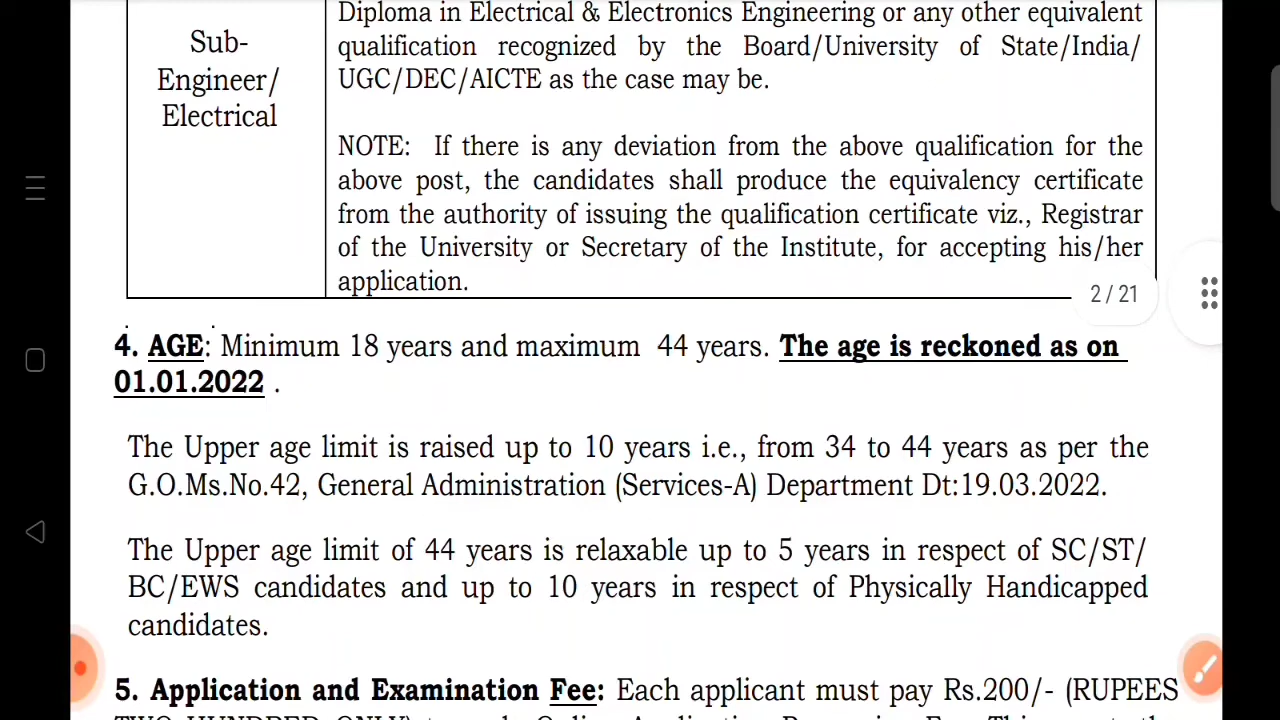 Diploma in Electrical & Electronics Engineering or any other equivalent
qualification recognized by the Board/University of State/India/
UGC/DEC/AICTE as the case may be.
Sub-
Engineer/
Electrical
NOTE: If there is any deviation from the above qualification for the
above post, the candidates shall produce the equivalency certificate
from the authority of issuing the qualification certificate viz., Registrar
of the University or Secretary of the Institute, for accepting his/her
application.
2 / 21
4. AGE: Minimum 18 years and maximum 44 years. The age is reckoned as on
01.01.2022 .
The Upper age limit is raised up to 10 years i.e., from 34 to 44 years as per the
G.O.Ms.No.42, General Administration (Services-A) Department Dt:19.03.2022.
The Upper age limit of 44 years is relaxable up to 5 years in respect of SC/ST/
BC/EWS candidates and up to 10 years in respect of Physically Handicapped
candidates.
5. Application and Examination Fee: Each applicant must pay Rs.200/- (RUPEES
TWO HUNDRED ONLY)